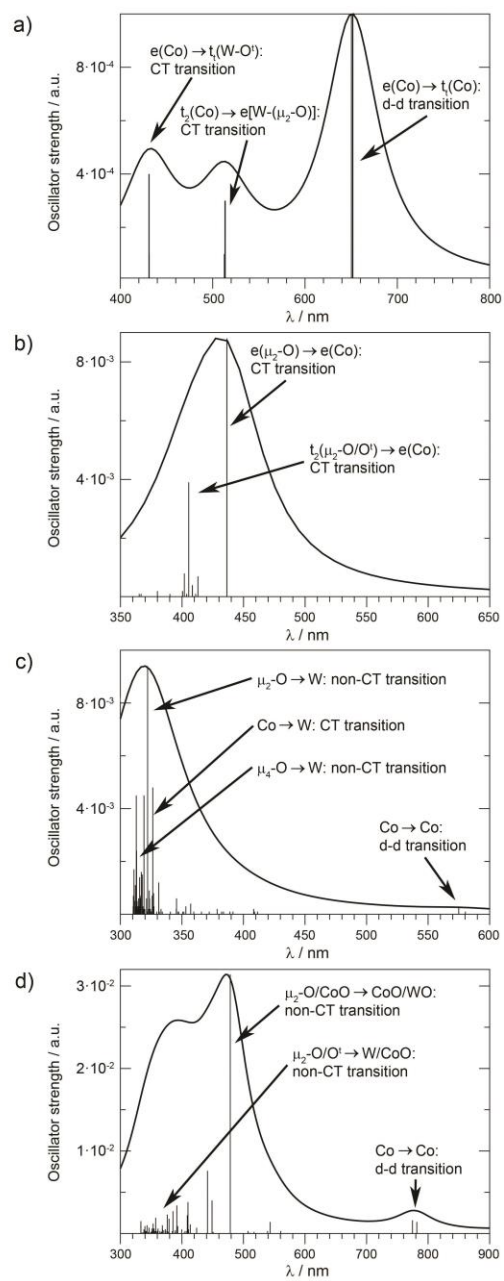 a)
e(Co) → tₜ(W-Oᵗ):
CT transition
t₂(Co) → e[W-(μ₂-O)]:
CT transition
e(Co) → tₜ(Co):
d-d transition
8·10⁻⁴
4·10⁻⁴
Oscillator strength / a.u.
400 500 600 700 800
λ / nm
b)
e(μ₂-O) → e(Co):
CT transition
t₂(μ₂-O/Oᵗ) → e(Co):
CT transition
8·10⁻³
4·10⁻³
Oscillator strength / a.u.
350 400 450 500 550 600 650
λ / nm
c)
μ₂-O → W: non-CT transition
Co → W: CT transition
μ₄-O → W: non-CT transition
Co → Co:
d-d transition
8·10⁻³
4·10⁻³
Oscillator strength / a.u.
300 350 400 450 500 550 600
λ / nm
d)
μ₂-O/CoO → CoO/WO:
non-CT transition
μ₂-O/Oᵗ → W/CoO:
non-CT transition
Co → Co:
d-d transition
3·10⁻²
2·10⁻²
1·10⁻²
Oscillator strength / a.u.
300 400 500 600 700 800 900
λ / nm